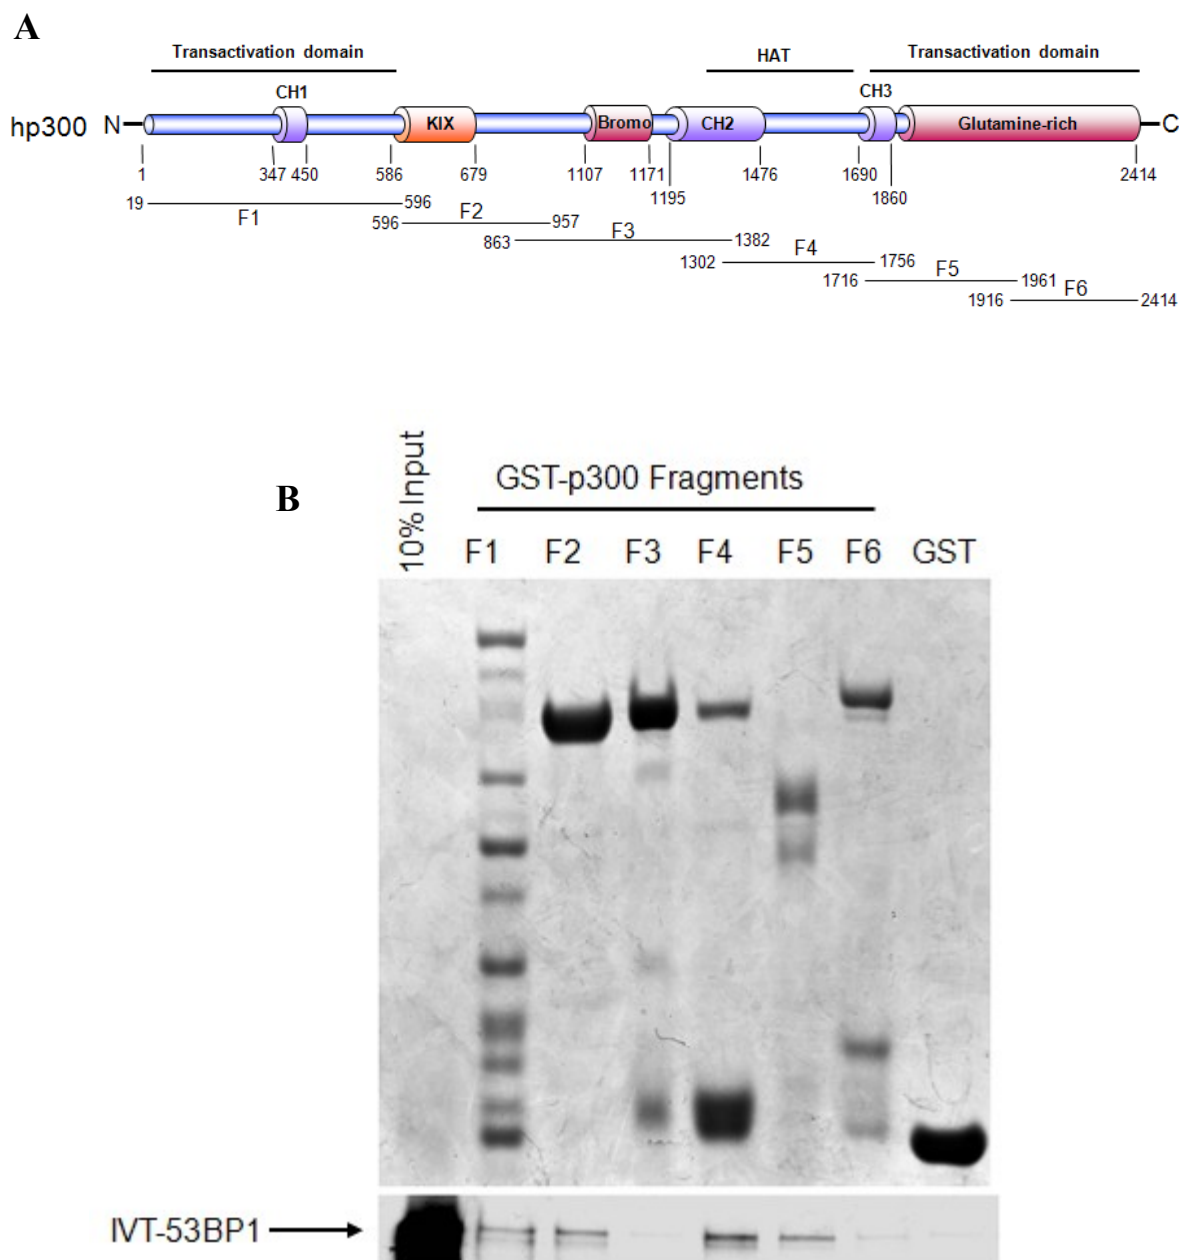 A
Transactivation domain
HAT
Transactivation domain
CH1
CH3
hp300 N KIX Bromo CH2 Glutamine-rich C
1 347 450 586 679 1107 1171 1476 1690 2414
1195 1860
19 F1 596
596 F2 957
863 F3 1382
1302 F4 1756
1716 F5 1961
1916 F6 2414
B
10% Input
GST-p300 Fragments
F1 F2 F3 F4 F5 F6 GST
IVT-53BP1